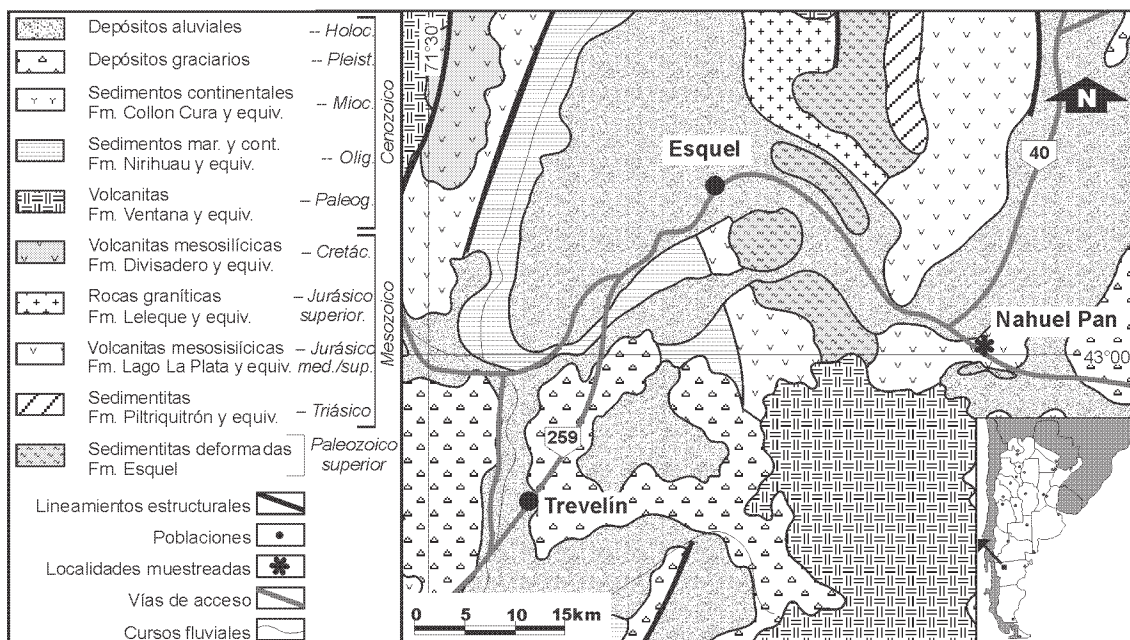 Depósitos aluviales -- Holoc.
Depósitos graciarios -- Pleist.
Sedimentos continentales
Fm. Collon Cura y equiv. -- Mioc.
Sedimentos mar. y cont.
Fm. Nirihuau y equiv. -- Olig.
Volcanitas
Fm. Ventana y equiv. -- Paleog.
Cenozoico
Volcanitas mesosilícicas
Fm. Divisadero y equiv. -- Cretác.
Rocas graníticas -- Jurásico
Fm. Leleque y equiv. superior.
Volcanitas mesosisiícicas -- Jurásico
Fm. Lago La Plata y equiv. med./sup.
Sedimentitas
Fm. Piltriquitrón y equiv. -- Triásico
Mesozoico
Sedimentitas deformadas Paleozoico
Fm. Esquel superior
Lineamientos estructurales
Poblaciones
Localidades muestreadas
Vías de acceso
Cursos fluviales
71°30'
N
40
Esquel
Nahuel Pan
43°00
259
Trevelín
0 5 10 15km